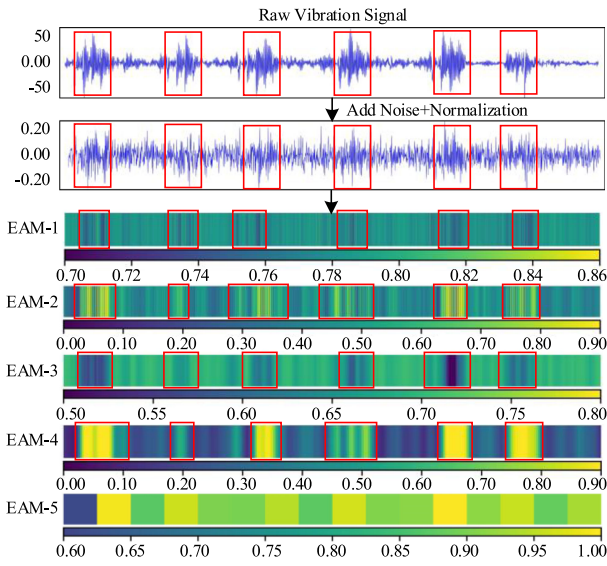 Raw Vibration Signal
50
0.00
-50
Add Noise+Normalization
0.20
0.00
-0.20
EAM-1
0.70 0.72 0.74 0.76 0.78 0.80 0.82 0.84 0.86
EAM-2
0.00 0.10 0.20 0.30 0.40 0.50 0.60 0.70 0.80 0.90
EAM-3
0.50 0.55 0.60 0.65 0.70 0.75 0.80
EAM-4
0.00 0.10 0.20 0.30 0.40 0.50 0.60 0.70 0.80 0.90
EAM-5
0.60 0.65 0.70 0.75 0.80 0.85 0.90 0.95 1.00